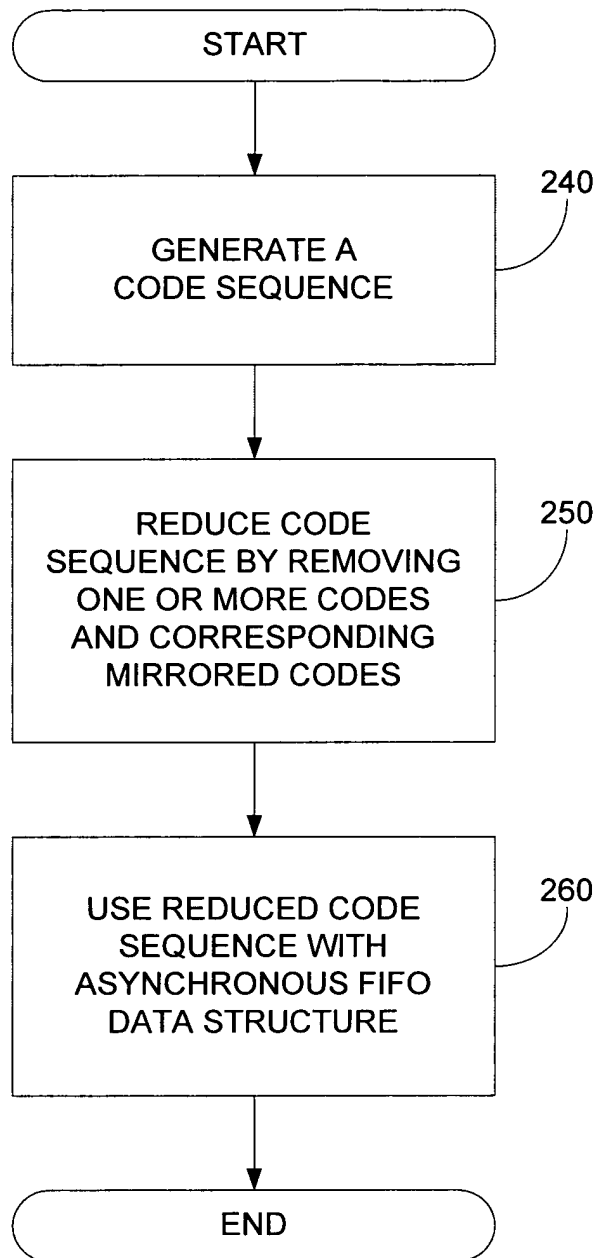 START
240
GENERATE A
CODE SEQUENCE
250
REDUCE CODE
SEQUENCE BY REMOVING
ONE OR MORE CODES
AND CORRESPONDING
MIRRORED CODES
260
USE REDUCED CODE
SEQUENCE WITH
ASYNCHRONOUS FIFO
DATA STRUCTURE
END